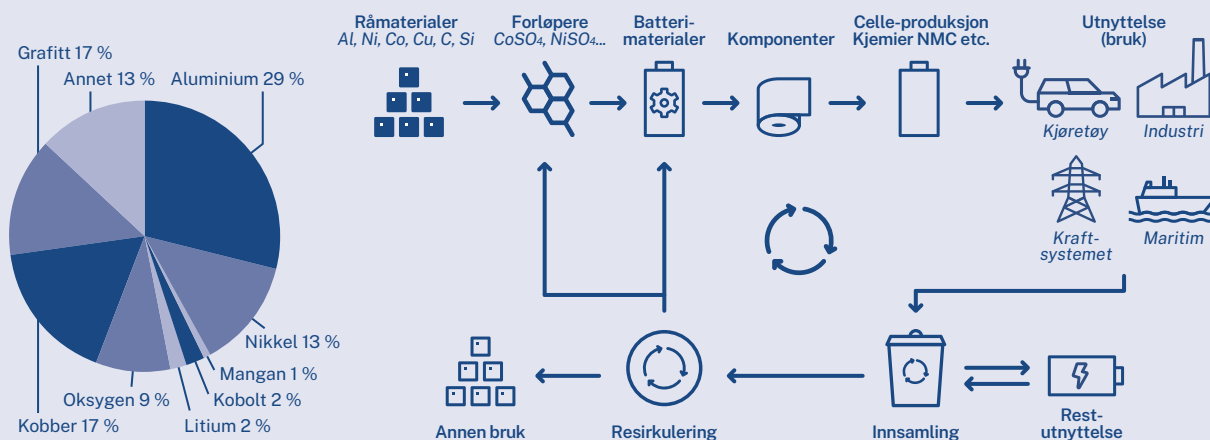 Grafitt 17 %
Annet 13 %
Aluminium 29 %
Nikkel 13 %
Mangan 1 %
Kobolt 2 %
Litium 2 %
Oksygen 9 %
Kobber 17 %
Råmaterialer
Al, Ni, Co, Cu, C, Si
Forløpere
CoSO₄, NiSO₄...
Batteri-
materialer
Komponenter
Celle-produksjon
Kjemier NMC etc.
Utnyttelse
(bruk)
Kjøretøy
Industri
Kraft-
systemet
Maritim
Annen bruk
Resirkulering
Innsamling
Rest-
utnyttelse